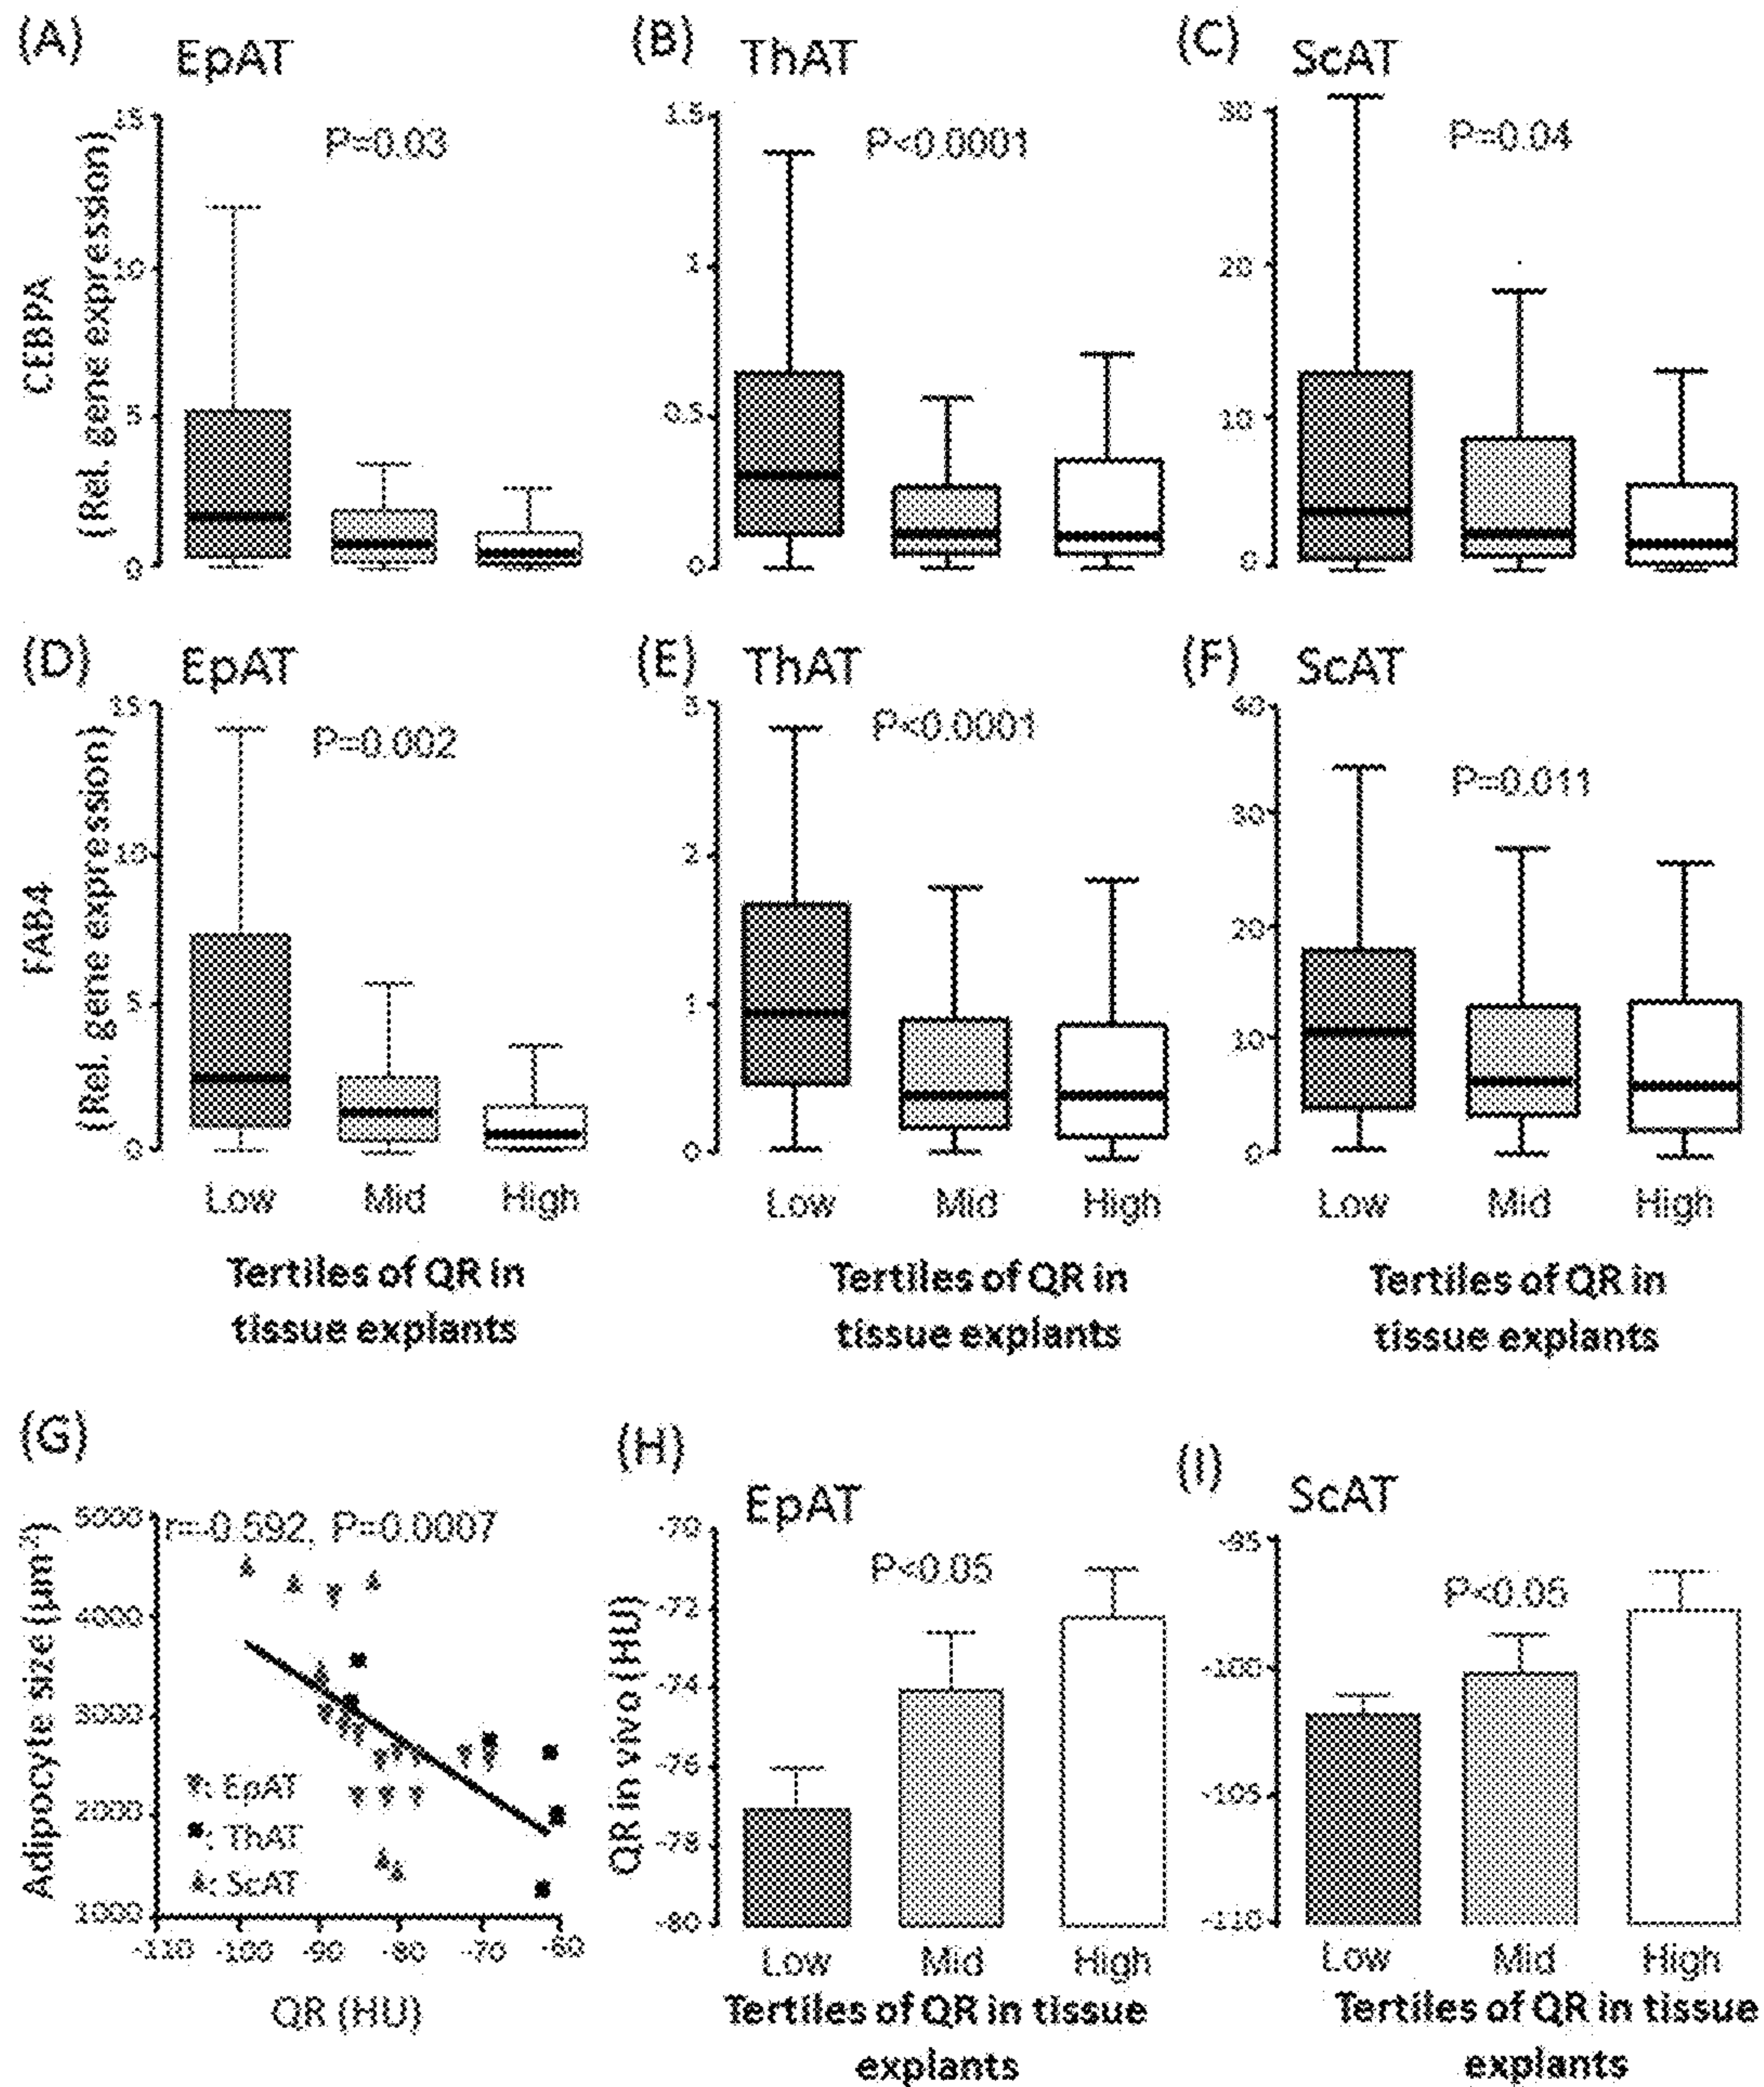 (A)
EpAT
(B)
ThAT
(C)
ScAT
CEBPA
(Rel. gene expression)
15
10
5
0
P=0.03
1.5
1
0.5
0
P<0.0001
30
20
10
0
P=0.04
(D)
EpAT
(E)
ThAT
(F)
ScAT
FAB4
(Rel. gene expression)
15
10
5
0
P=0.002
3
2
1
0
P<0.0001
40
30
20
10
0
P=0.011
Low Mid High
Low Mid High
Low Mid High
Tertiles of QR in
tissue explants
Tertiles of QR in
tissue explants
Tertiles of QR in
tissue explants
(G)
Adipocyte size (µm⁻²)
5000
4000
3000
2000
1000
r=-0.592, P=0.0007
: EpAT
: ThAT
: ScAT
-110 -100 -90 -80 -70 -60
QR (HU)
(H)
EpAT
QR in vivo (HU)
-70
-72
-74
-76
-78
-80
P<0.05
Low Mid High
Tertiles of QR in tissue
explants
(I)
ScAT
-95
-100
-105
-110
P<0.05
Low Mid High
Tertiles of QR in tissue
explants